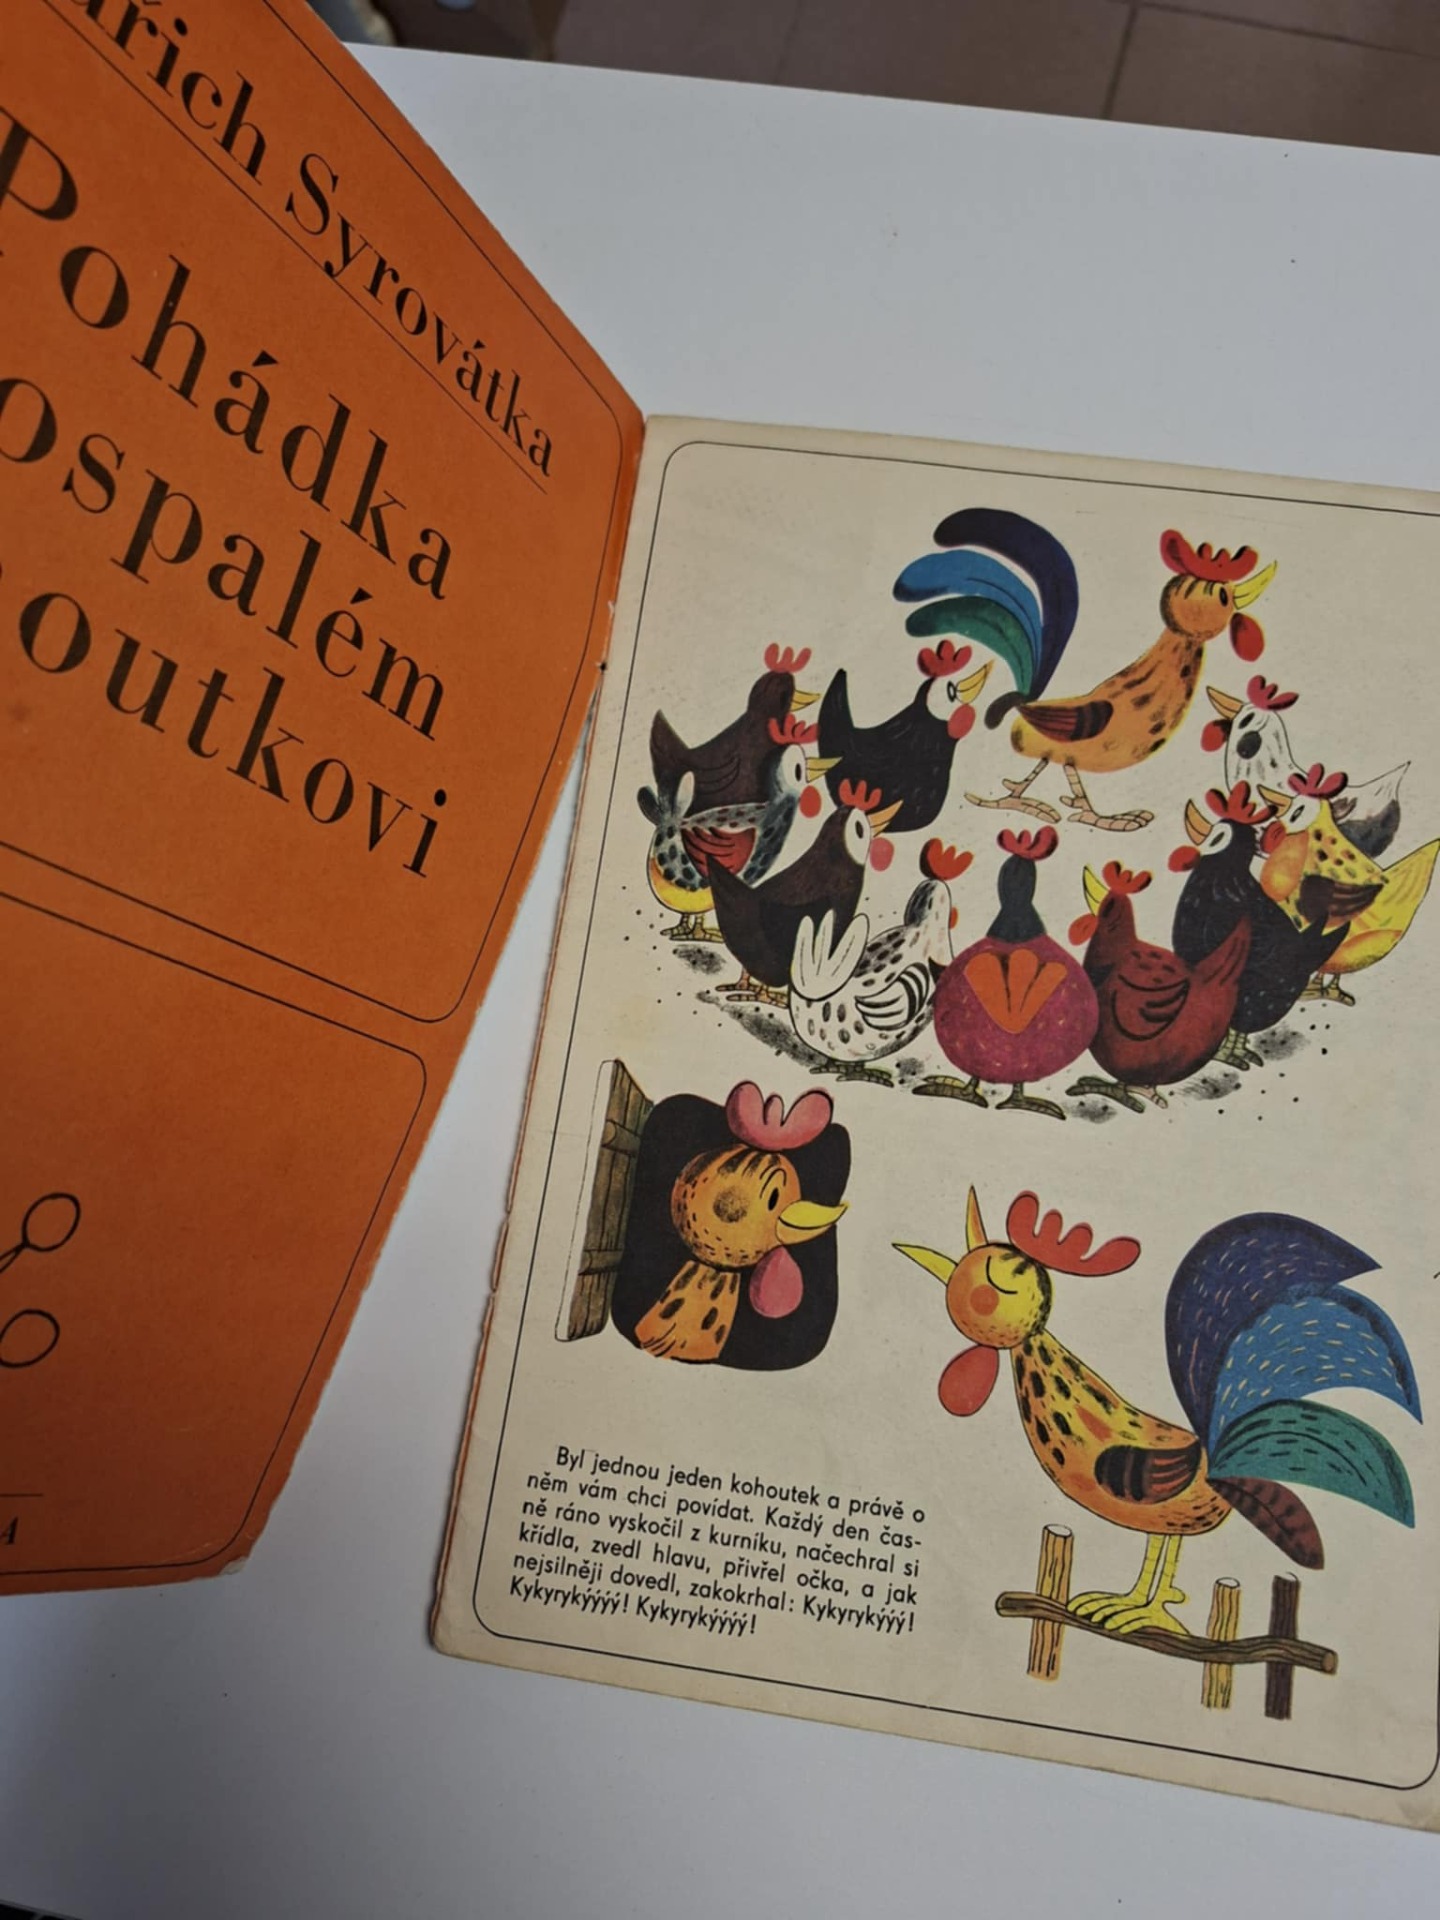 Syrovátka
Pohádka
ospalém
outkovi
Byl jednou jeden kohoutek a právě o
něm vám chci povídat. Každý den čas-
ně ráno vyskočil z kurníku, načechral si
křídla, zvedl hlavu, přivřel očka, a jak
nejsilněji dovedl, zakokrhal: Kykyrykýýý!
Kykyrykýýýý! Kykyrykýýýý!